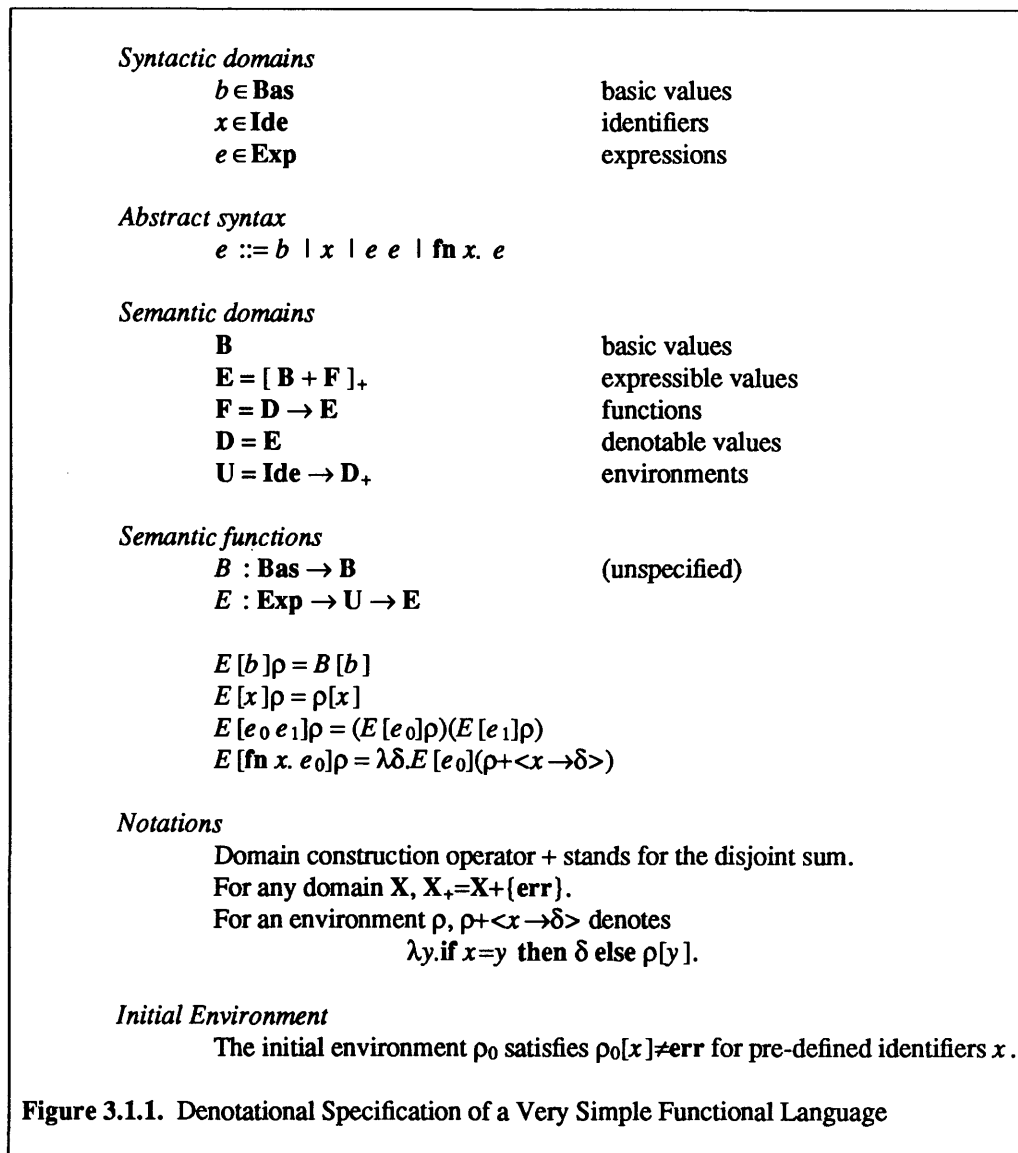 Syntactic domains
b ∈ Bas basic values
x ∈ Ide identifiers
e ∈ Exp expressions
Abstract syntax
e ::= b | x | e e | fn x. e
Semantic domains
B basic values
E = [ B + F ]₊ expressible values
F = D → E functions
D = E denotable values
U = Ide → D₊ environments
Semantic functions
B : Bas → B (unspecified)
E : Exp → U → E
E [b]ρ = B [b]
E [x]ρ = ρ[x]
E [e₀ e₁]ρ = (E [e₀]ρ)(E [e₁]ρ)
E [fn x. e₀]ρ = λδ.E [e₀](ρ+<x→δ>)
Notations
Domain construction operator + stands for the disjoint sum.
For any domain X, X₊=X+{err}.
For an environment ρ, ρ+<x→δ> denotes
λy.if x=y then δ else ρ[y].
Initial Environment
The initial environment ρ₀ satisfies ρ₀[x]≠err for pre-defined identifiers x.
Figure 3.1.1. Denotational Specification of a Very Simple Functional Language